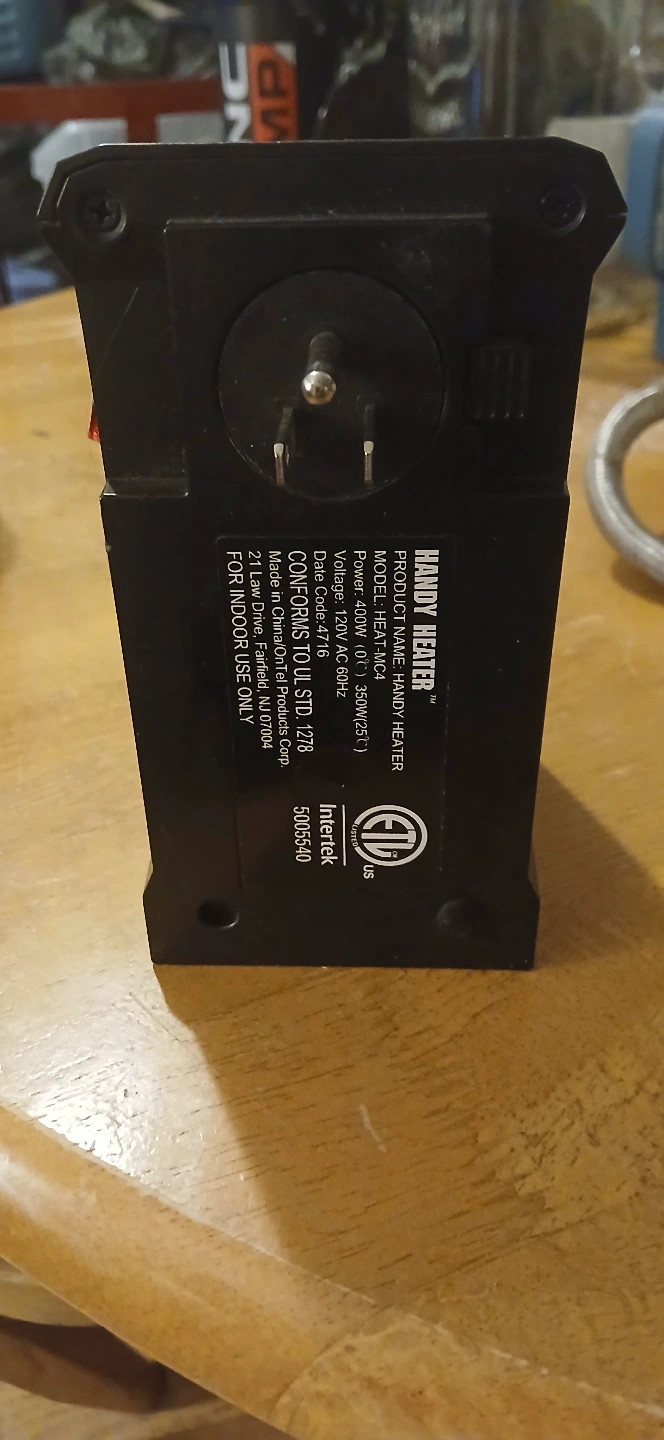 HANDY HEATER™
PRODUCT NAME: HANDY HEATER
MODEL: HEAT-MC4
Power: 400W (0℃) 350W(25℃)
Voltage: 120V AC 60Hz
Date Code:4716
CONFORMS TO UL STD. 1278
Made in China/OnTel Products Corp.
21 Law Drive, Fairfield, NJ 07004
FOR INDOOR USE ONLY
ETL CM
LISTED
US
Intertek
5005540